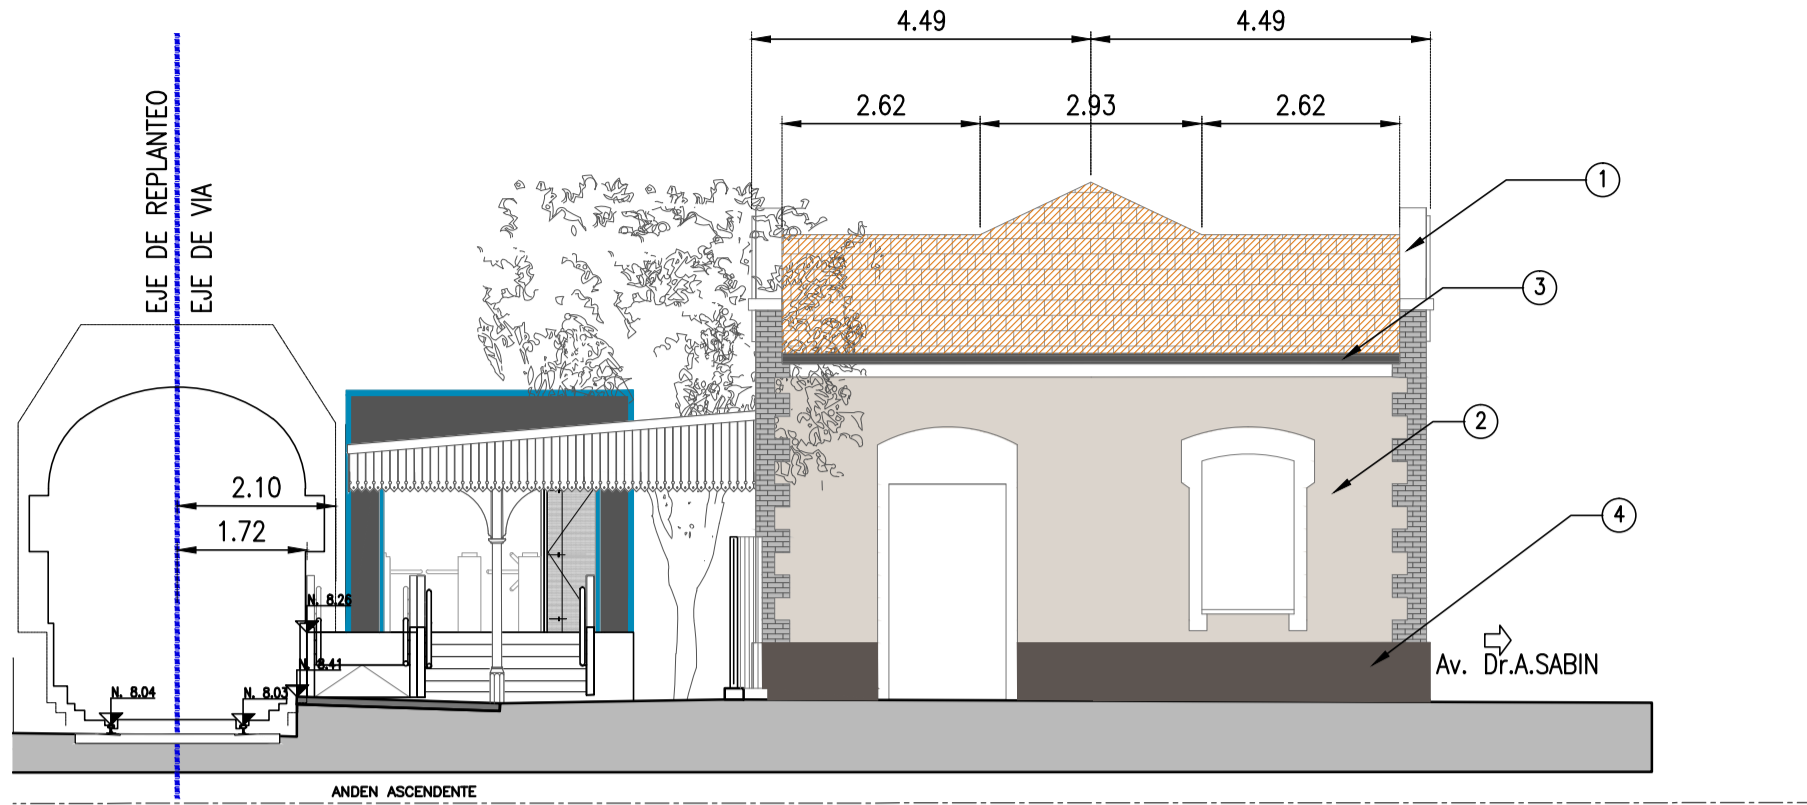 4.49
4.49
2.62
2.93
2.62
EJE DE REPLANTEO
EJE DE VIA
1
3
2
4
2.10
1.72
N. 8.26
N. 8.41
N. 8.04
N. 8.03
Av. Dr.A.SABIN
ANDEN ASCENDENTE